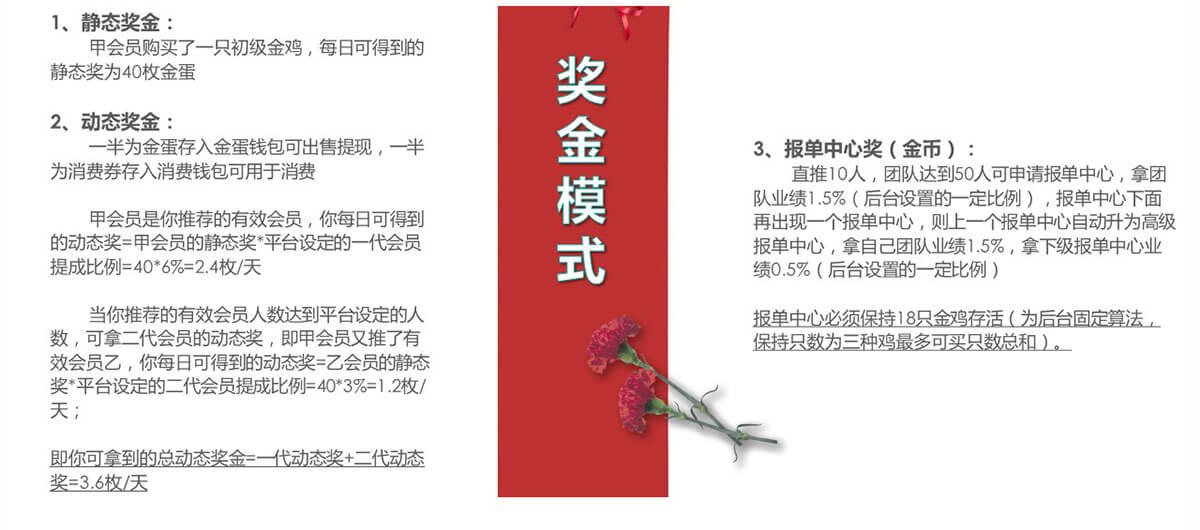 1、静态奖金：
甲会员购买了一只初级金鸡，每日可得到的
静态奖为40枚金蛋
2、动态奖金：
一半为金蛋存入金蛋钱包可出售提现，一半
为消费券存入消费钱包可用于消费
甲会员是你推荐的有效会员，你每日可得到
的动态奖=甲会员的静态奖*平台设定的一代会员
提成比例=40*6%=2.4枚/天
当你推荐的有效会员人数达到平台设定的人
数，可拿二代会员的动态奖，即甲会员又推了有
效会员乙，你每日可得到的动态奖=乙会员的静态
奖*平台设定的二代会员提成比例=40*3%=1.2枚/
天；
即你可拿到的总动态奖金=一代动态奖+二代动态
奖=3.6枚/天
奖
金
模
式
3、报单中心奖（金币）：
直推10人，团队达到50人可申请报单中心，拿团
队业绩1.5%（后台设置的一定比例），报单中心下面
再出现一个报单中心，则上一个报单中心自动升为高级
报单中心，拿自己团队业绩1.5%，拿下级报单中心业
绩0.5%（后台设置的一定比例）
报单中心必须保持18只金鸡存活（为后台固定算法，
保持只数为三种鸡最多可买只数总和）。